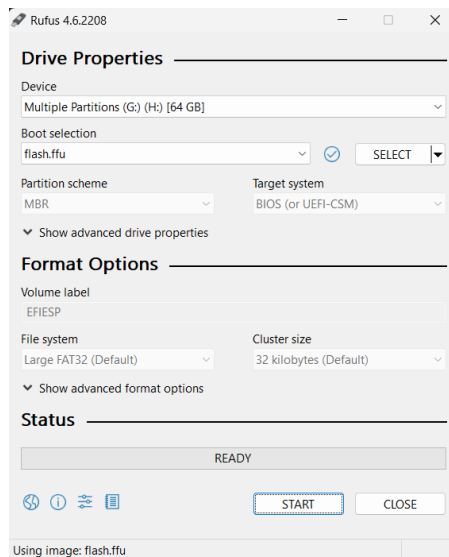 Rufus 4.6.2208
Drive Properties
Device
Multiple Partitions (G:) (H:) [64 GB]
Boot selection
flash.ffu
SELECT
Partition scheme
Target system
MBR
BIOS (or UEFI-CSM)
Show advanced drive properties
Format Options
Volume label
EFIESP
File system
Cluster size
Large FAT32 (Default)
32 kilobytes (Default)
Show advanced format options
Status
READY
START
CLOSE
Using image: flash.ffu